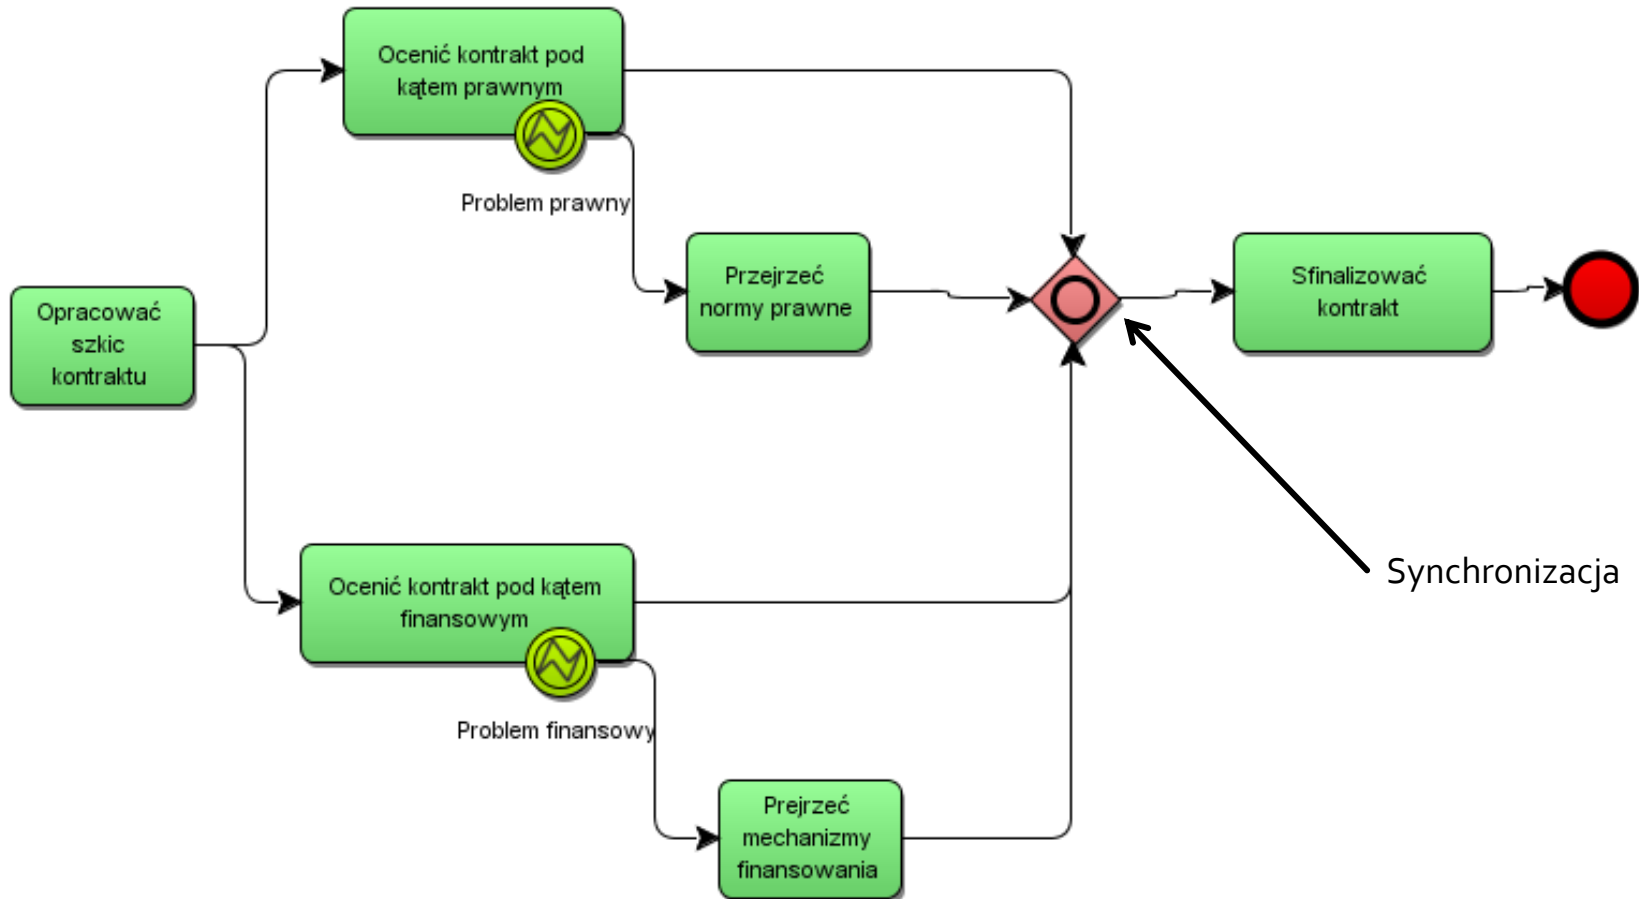 Ocenić kontrakt pod
kątem prawnym
Problem prawny
Przejrzeć
normy prawne
Sfinalizować
kontrakt
Opracować
szkic
kontraktu
Synchronizacja
Ocenić kontrakt pod kątem
finansowym
Problem finansowy
Prejrzeć
mechanizmy
finansowania